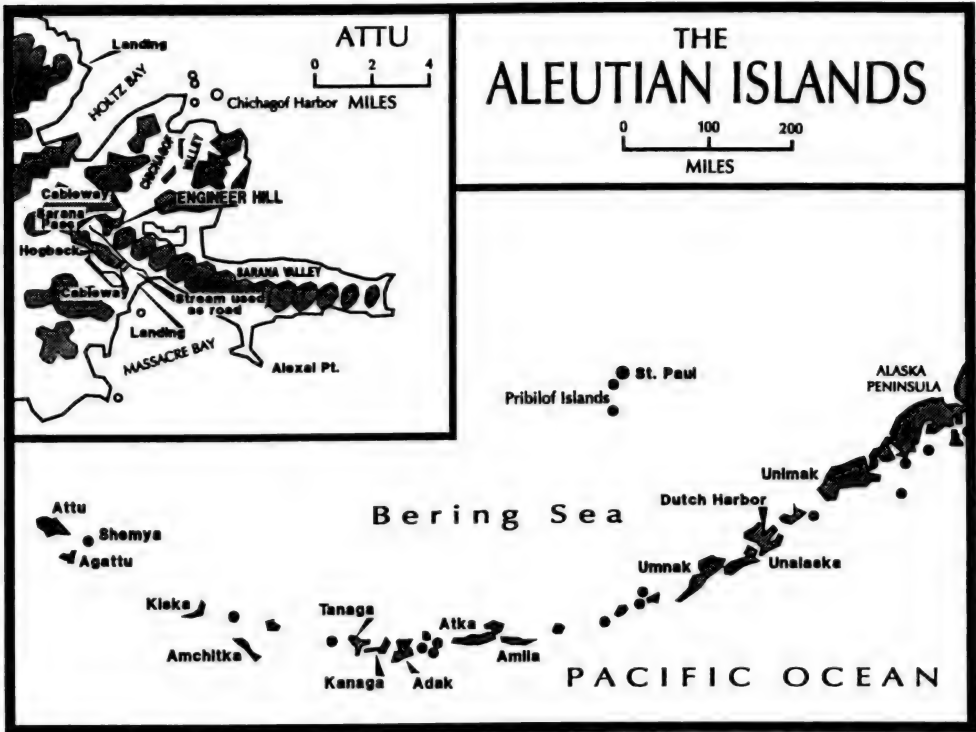 ATTU
0 2 4
MILES
Landing
HOLTZ BAY
Chichagof Harbor
CHICHAGOF
VALLEY
Cableway
ENGINEER HILL
Sarana
Pass
Hogback
SARANA VALLEY
Cableway
Stream used
as road
Landing
MASSACRE BAY
Alexai Pt.
THE
ALEUTIAN ISLANDS
0 100 200
MILES
St. Paul
Pribilof Islands
ALASKA
PENINSULA
Unimak
Dutch Harbor
Bering Sea
Attu
Shemya
Agattu
Umnak
Unalaska
Kiska
Tanaga
Atka
Amchitka
Amlia
Kanaga
Adak
PACIFIC OCEAN